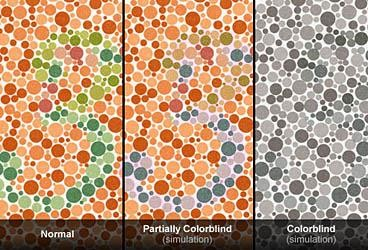 Normal
Partially Colorblind
(simulation)
Colorblind
(simulation)